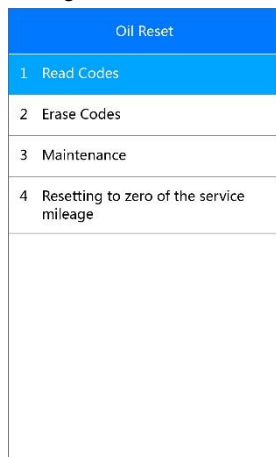 Oil Reset
1 Read Codes
2 Erase Codes
3 Maintenance
4 Resetting to zero of the service
mileage